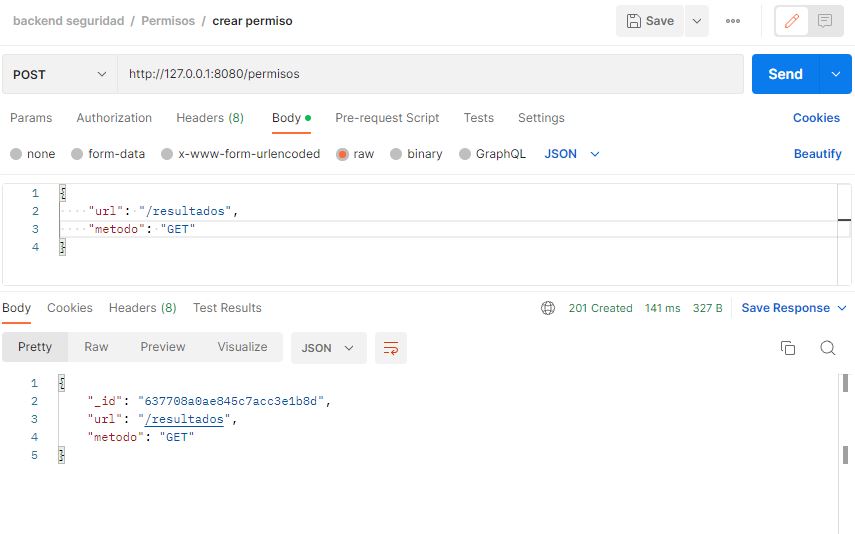 backend seguridad / Permisos / crear permiso
Save
POST http://127.0.0.1:8080/permisos Send
Params Authorization Headers (8) Body Pre-request Script Tests Settings Cookies
none form-data x-www-form-urlencoded raw binary GraphQL JSON Beautify
1 {
2 "url": "/resultados",
3 "metodo": "GET"
4 }
Body Cookies Headers (8) Test Results 201 Created 141 ms 327 B Save Response
Pretty Raw Preview Visualize JSON
1 {
2 "_id": "637708a0ae845c7acc3e1b8d",
3 "url": "/resultados",
4 "metodo": "GET"
5 }